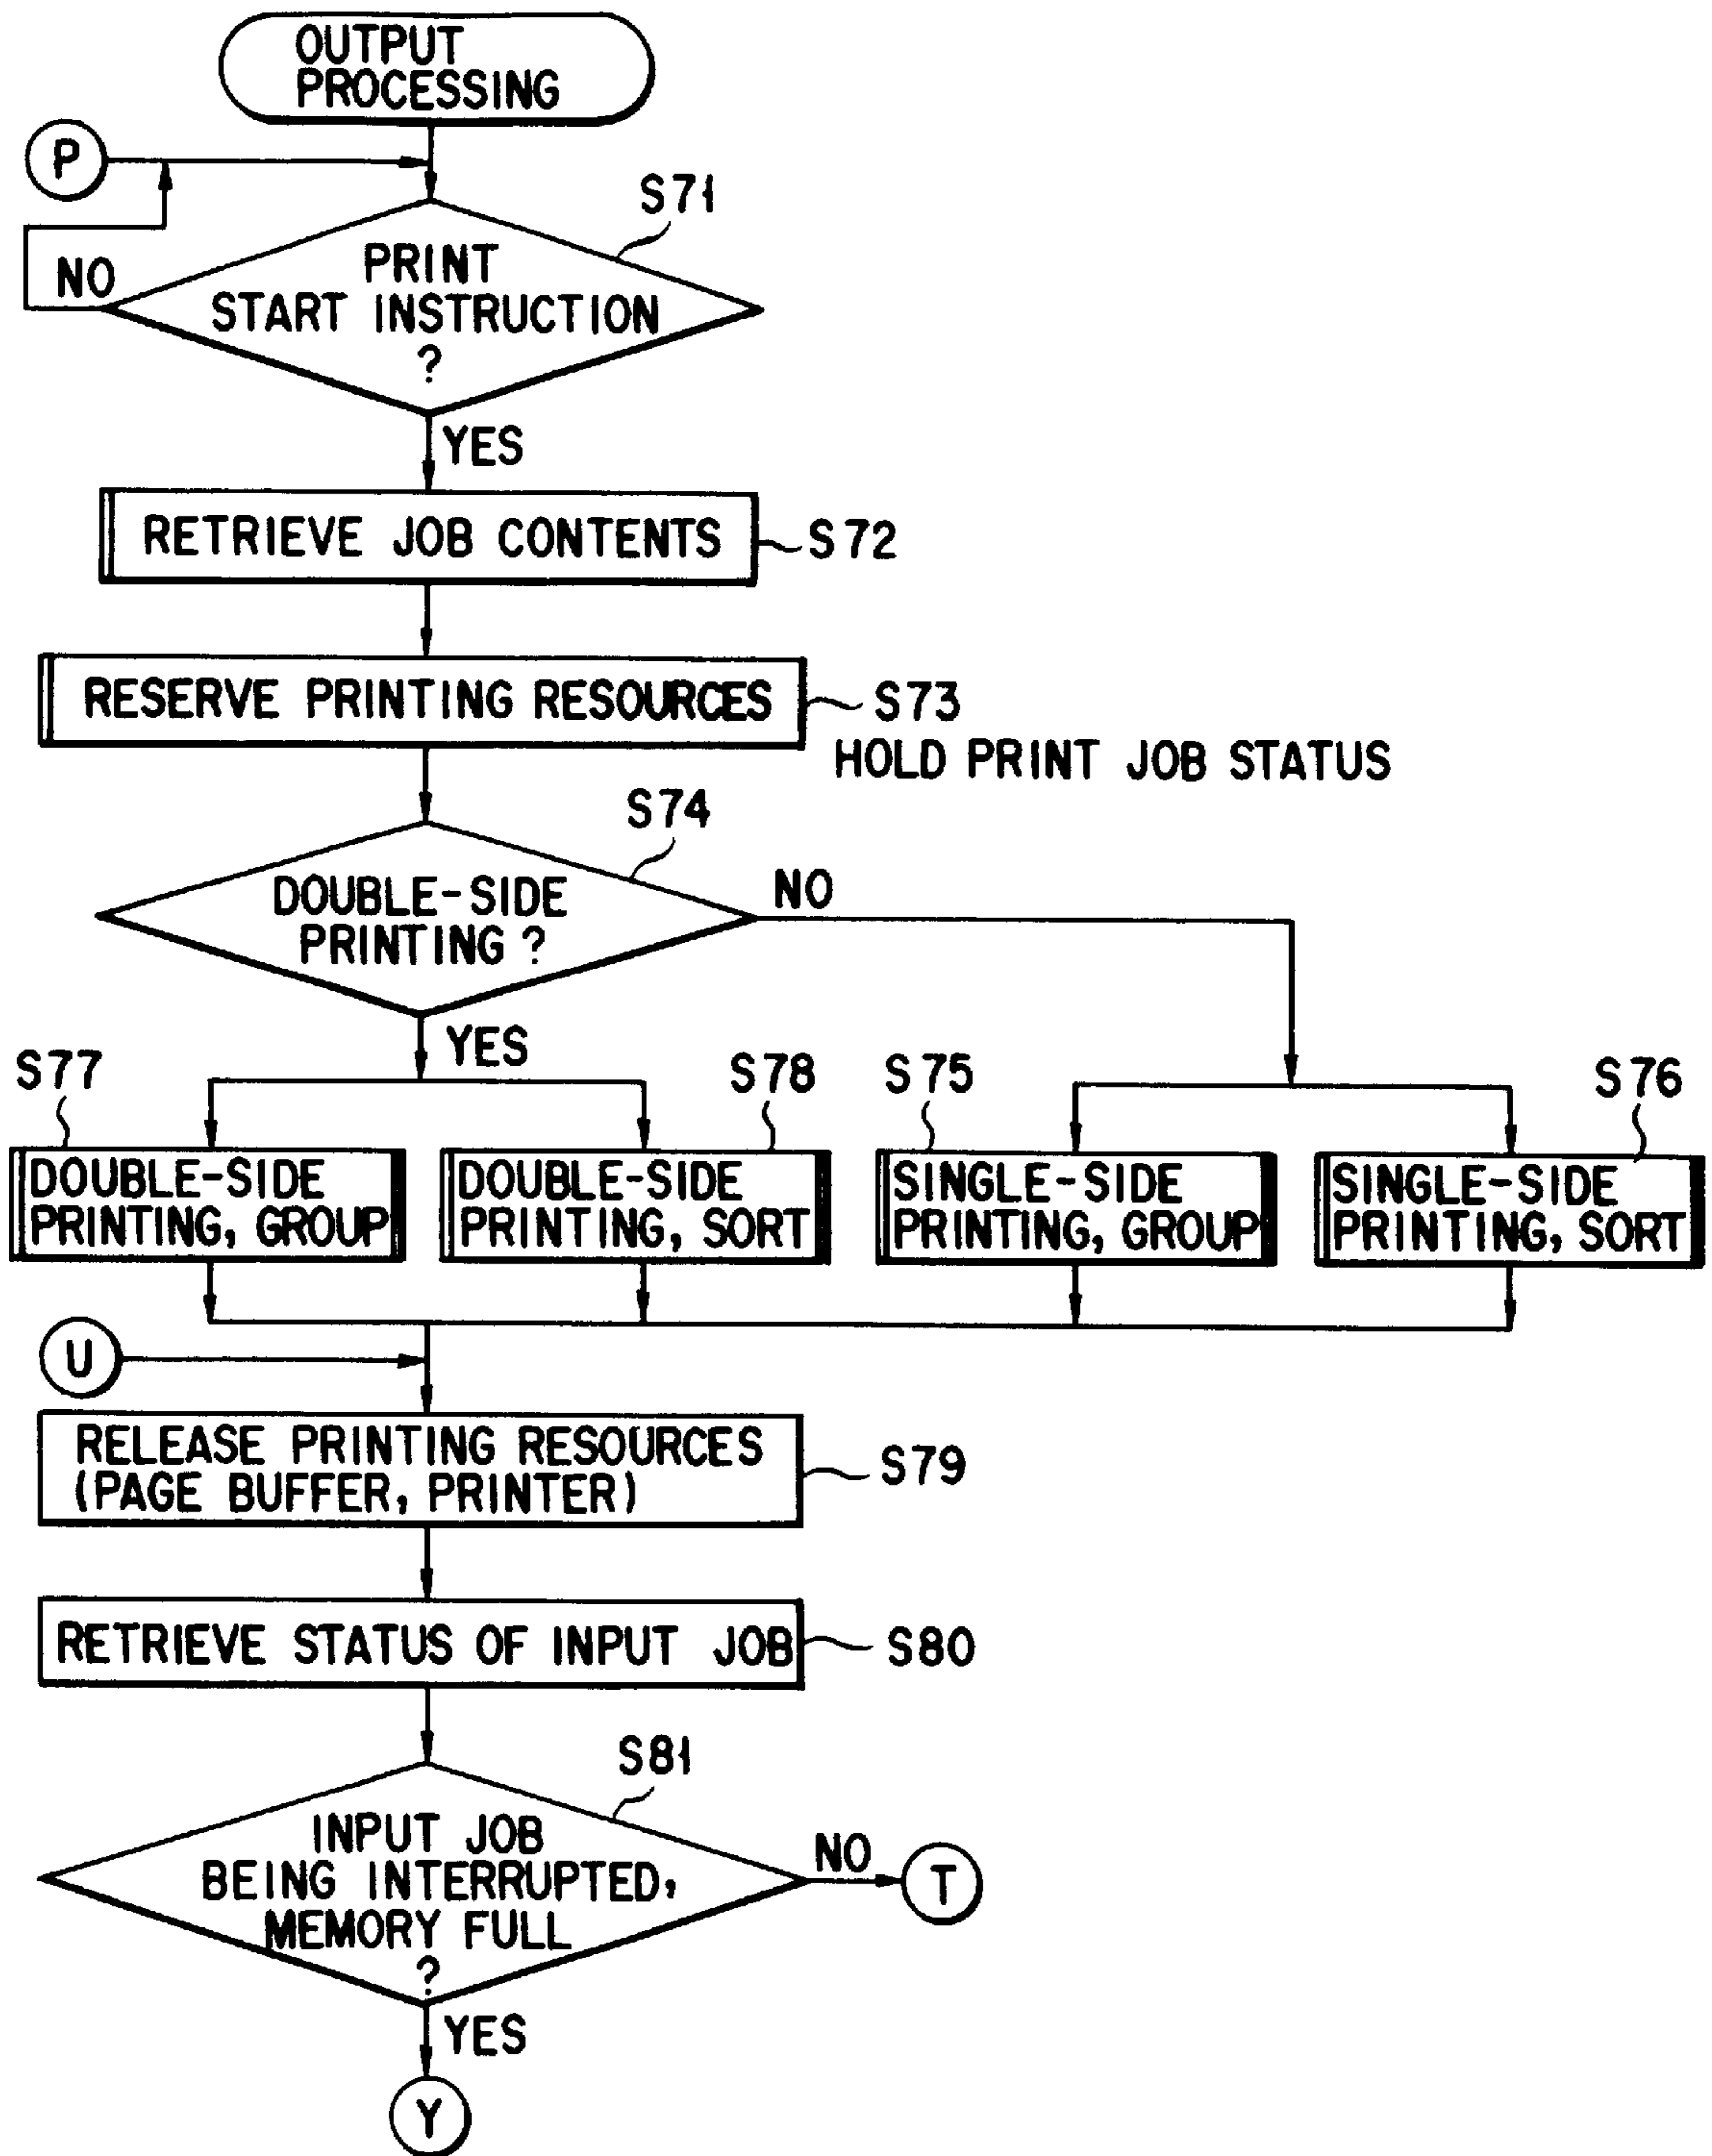 OUTPUT
PROCESSING
P
S71
NO
PRINT
START INSTRUCTION
?
YES
RETRIEVE JOB CONTENTS
S72
RESERVE PRINTING RESOURCES
S73
HOLD PRINT JOB STATUS
S74
DOUBLE-SIDE
PRINTING ?
NO
YES
S77
DOUBLE-SIDE
PRINTING, GROUP
S78
DOUBLE-SIDE
PRINTING, SORT
S75
SINGLE-SIDE
PRINTING, GROUP
S76
SINGLE-SIDE
PRINTING, SORT
U
RELEASE PRINTING RESOURCES
(PAGE BUFFER, PRINTER)
S79
RETRIEVE STATUS OF INPUT JOB
S80
S81
INPUT JOB
BEING INTERRUPTED,
MEMORY FULL
?
NO
T
YES
Y